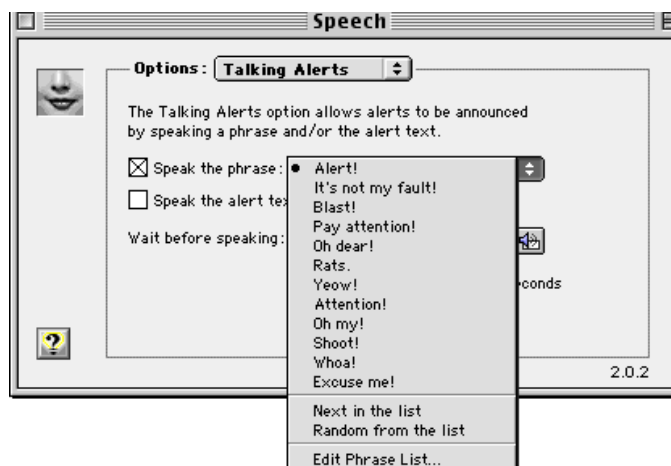 Speech
Options: Talking Alerts
The Talking Alerts option allows alerts to be announced
by speaking a phrase and/or the alert text.
Speak the phrase:
Speak the alert
Wait before speaking:
Alert!
It's not my fault!
Blast!
Pay attention!
Oh dear!
Rats.
Yeow!
Attention!
Oh my!
Shoot!
Whoa!
Excuse me!
Next in the list
Random from the list
Edit Phrase List...
2.0.2